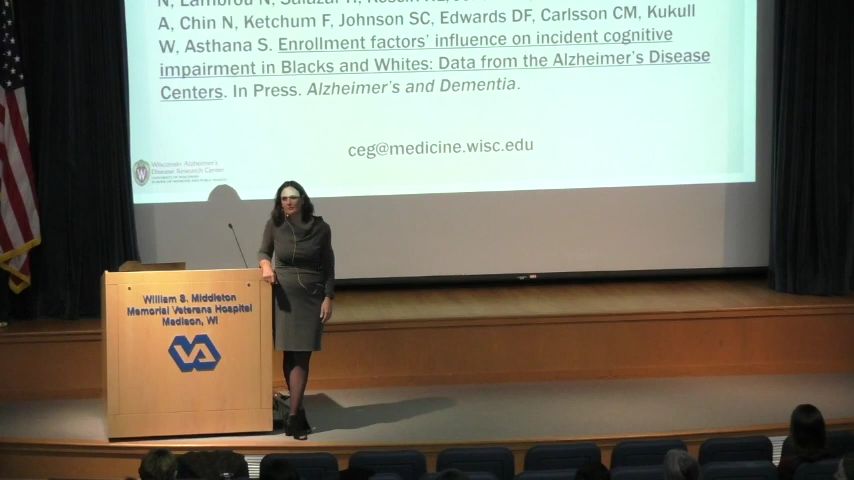 A, Chin N, Ketchum F, Johnson SC, Edwards DF, Carlsson CM, Kukull
W, Asthana S. Enrollment factors' influence on incident cognitive
impairment in Blacks and Whites: Data from the Alzheimer's Disease
Centers. In Press. Alzheimer's and Dementia.
ceg@medicine.wisc.edu
Wisconsin Alzheimer's
Disease Research Center
William S. Middleton
Memorial Veterans Hospital
Madison, WI
VA